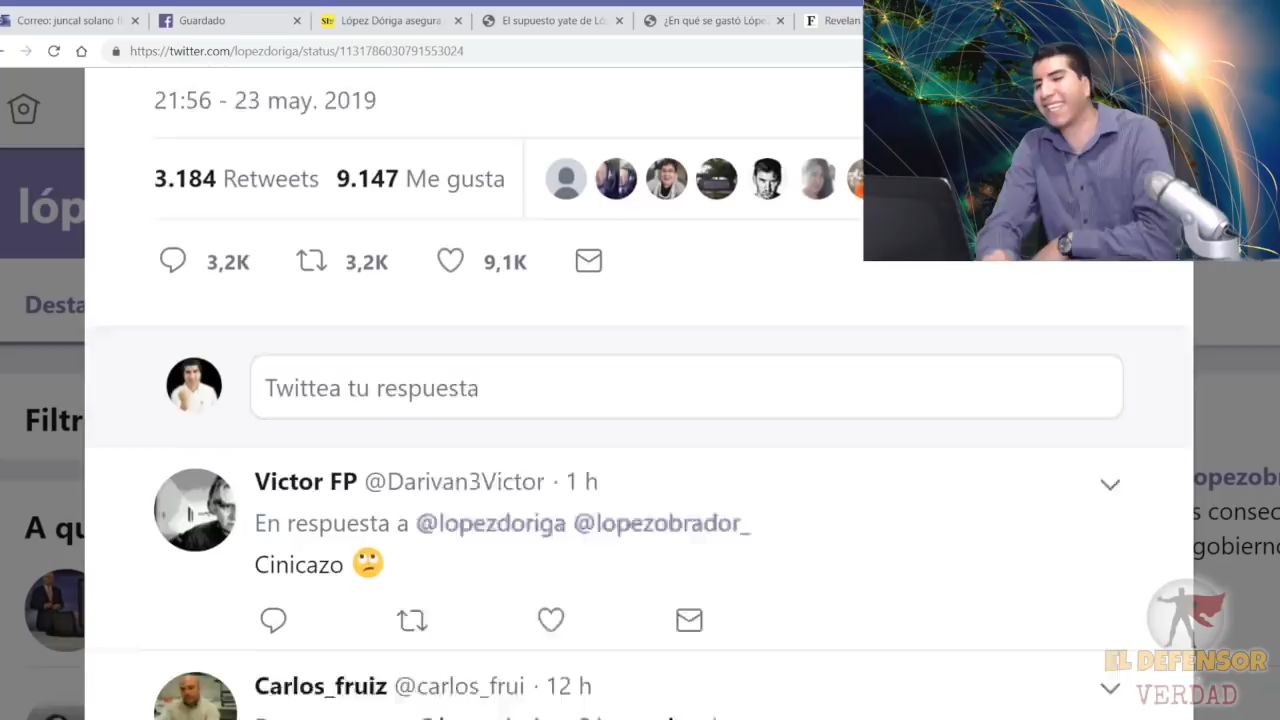 Correo: juncal solano f
Guardado
López Dóriga asegura
El supuesto yate de Ló
¿En qué se gastó Lópe
Revelan
https://twitter.com/lopezdoriga/status/1131786030791553024
21:56 - 23 may. 2019
3.184 Retweets 9.147 Me gusta
lóp
3,2K 3,2K 9,1K
Desta
Twittea tu respuesta
Filtr
Victor FP @Darivan3Victor · 1 h
opezobr
En respuesta a @lopezdoriga @lopezobrador_
s consec
A qu
gobierno
Cinicazo 🙄
EL DEFENSOR
VERDAD
Carlos_fruiz @carlos_frui · 12 h